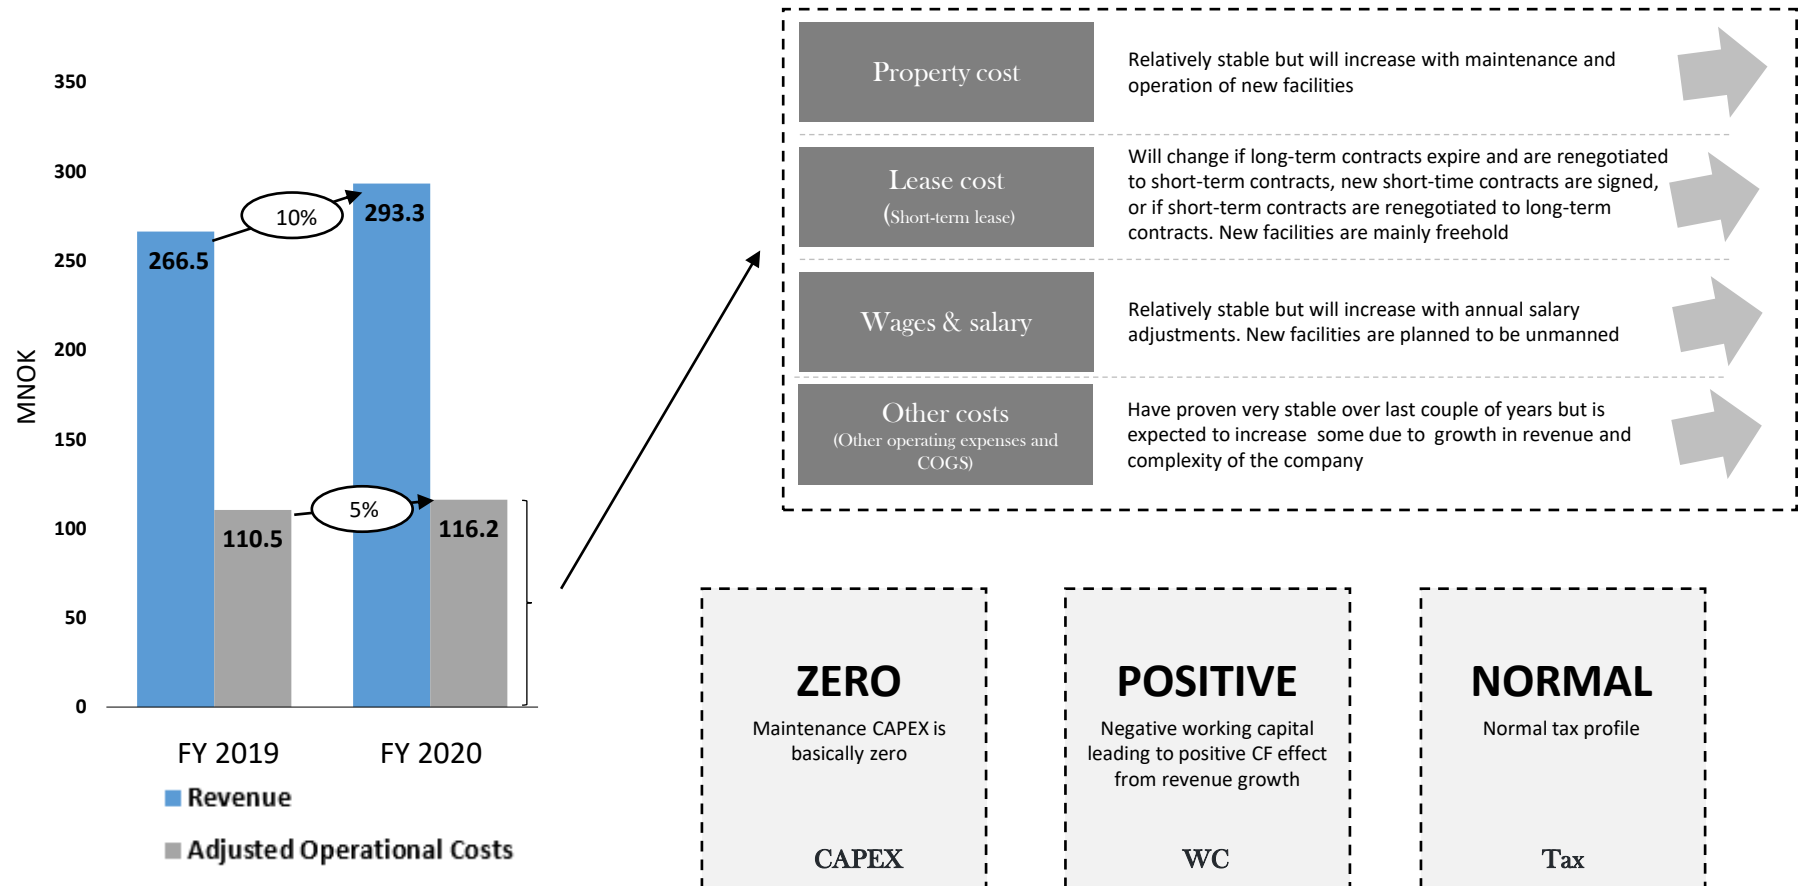 350
300
250
200
150
100
50
0
MNOK
266.5
10%
293.3
110.5
5%
116.2
FY 2019
FY 2020
Revenue
Adjusted Operational Costs
Property cost
Relatively stable but will increase with maintenance and
operation of new facilities
Lease cost
(Short-term lease)
Will change if long-term contracts expire and are renegotiated
to short-term contracts, new short-time contracts are signed,
or if short-term contracts are renegotiated to long-term
contracts. New facilities are mainly freehold
Wages & salary
Relatively stable but will increase with annual salary
adjustments. New facilities are planned to be unmanned
Other costs
(Other operating expenses and
COGS)
Have proven very stable over last couple of years but is
expected to increase some due to growth in revenue and
complexity of the company
ZERO
Maintenance CAPEX is
basically zero
CAPEX
POSITIVE
Negative working capital
leading to positive CF effect
from revenue growth
WC
NORMAL
Normal tax profile
Tax